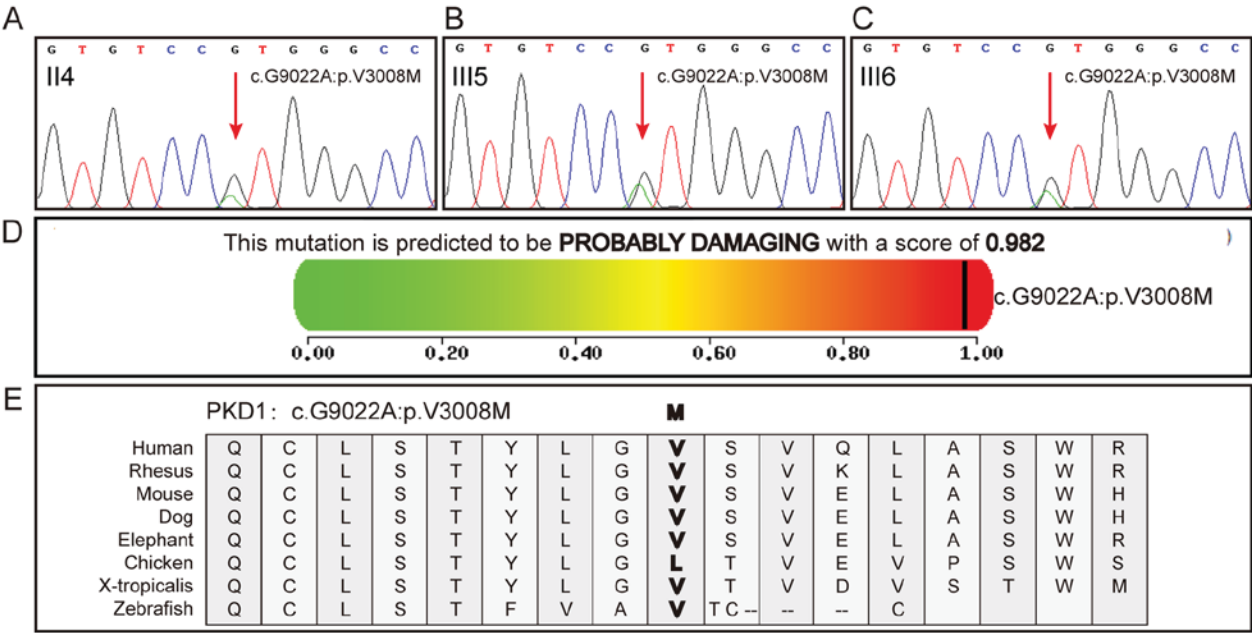 A
B
C
G T G T C C G T G G G C C
G T G T C C G T G G G C C
G T G T C C G T G G G C C
II4
c.G9022A:p.V3008M
III5
c.G9022A:p.V3008M
III6
c.G9022A:p.V3008M
D
This mutation is predicted to be PROBABLY DAMAGING with a score of 0.982
c.G9022A:p.V3008M
0.00 0.20 0.40 0.60 0.80 1.00
E
PKD1: c.G9022A:p.V3008M M
Human Q C L S T Y L G V S V Q L A S W R
Rhesus Q C L S T Y L G V S V K L A S W R
Mouse Q C L S T Y L G V S V E L A S W H
Dog Q C L S T Y L G V S V E L A S W H
Elephant Q C L S T Y L G V S V E L A S W R
Chicken Q C L S T Y L G L T V E V P S W S
X-tropicalis Q C L S T Y L G V T V D V S T W M
Zebrafish Q C L S T F V A V T C -- -- -- C